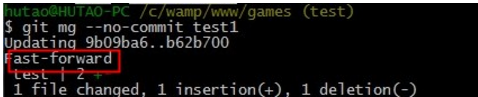 hutao@HUTAO-PC /c/wamp/www/games (test)
$ git mg --no-commit test1
Updating 9b09ba6..b62b700
Fast-forward
 test | 2 +
 1 file changed, 1 insertion(+), 1 deletion(-)